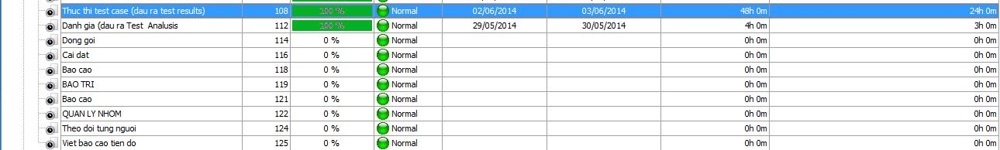 Thuc thi test case (dau ra test results) 108 100 % Normal 02/06/2014 03/06/2014 48h 0m 24h 0m
Danh gia (dau ra Test Analusis 112 100 % Normal 29/05/2014 30/05/2014 4h 0m 3h 0m
Dong goi 114 0 % Normal 0h 0m 0h 0m
Cai dat 116 0 % Normal 0h 0m 0h 0m
Bao cao 118 0 % Normal 0h 0m 0h 0m
BAO TRI 119 0 % Normal 0h 0m 0h 0m
Bao cao 121 0 % Normal 0h 0m 0h 0m
QUAN LY NHOM 122 0 % Normal 0h 0m 0h 0m
Theo doi tung nguoi 124 0 % Normal 0h 0m 0h 0m
Viet bao cao tien do 125 0 % Normal 0h 0m 0h 0m